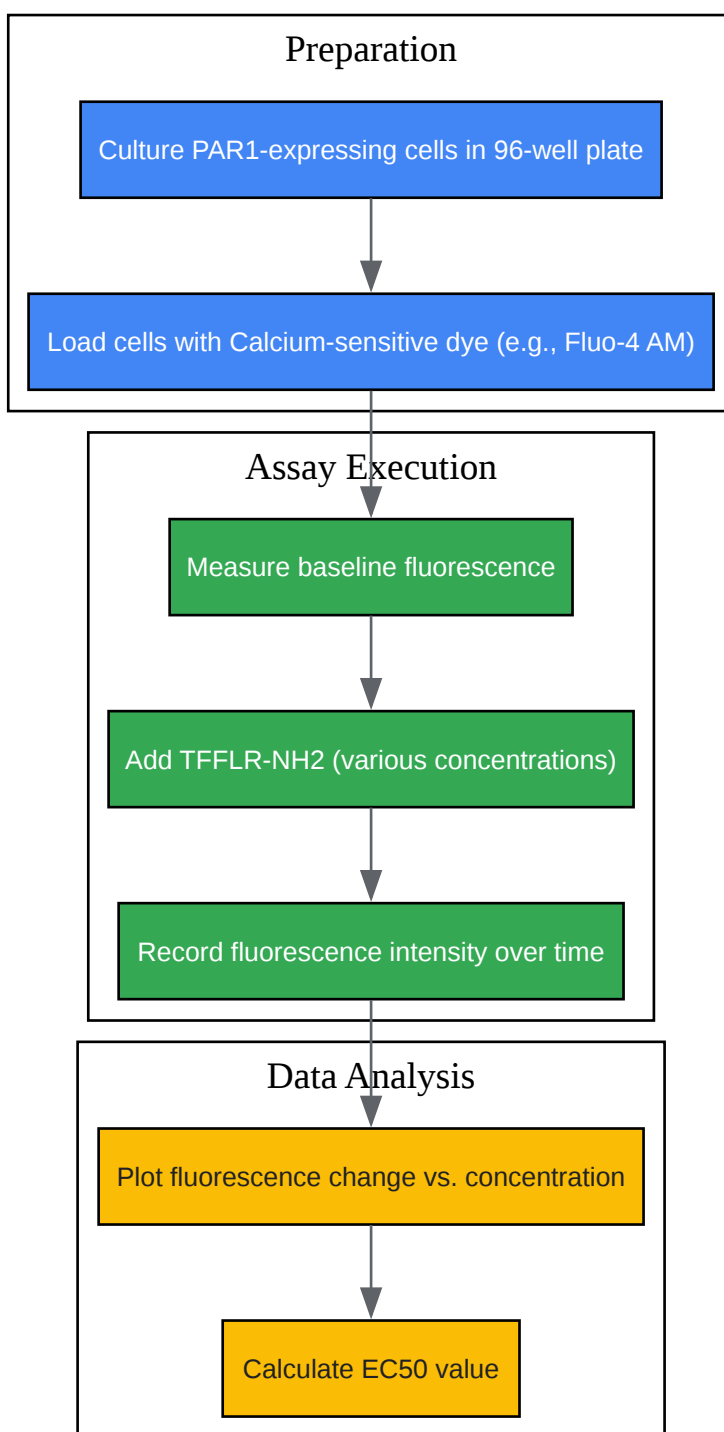 Preparation
Culture PAR1-expressing cells in 96-well plate
Load cells with Calcium-sensitive dye (e.g., Fluo-4 AM)
Assay Execution
Measure baseline fluorescence
Add TFFLR-NH2 (various concentrations)
Record fluorescence intensity over time
Data Analysis
Plot fluorescence change vs. concentration
Calculate EC50 value